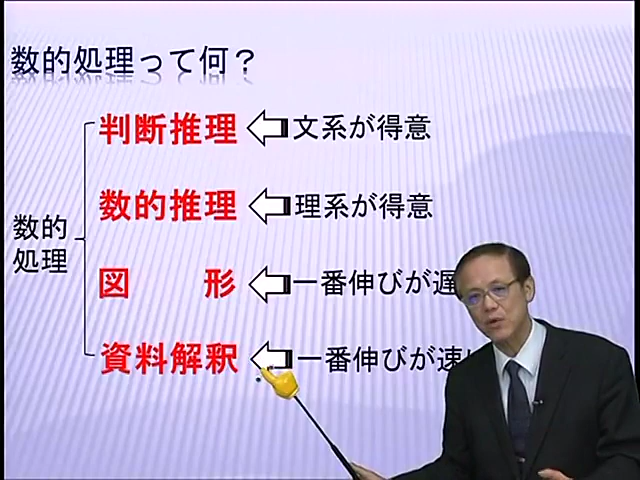 数的処理って何？
数的
処理
判断推理 文系が得意
数的推理 理系が得意
図　　形 一番伸びが遅
資料解釈 一番伸びが速